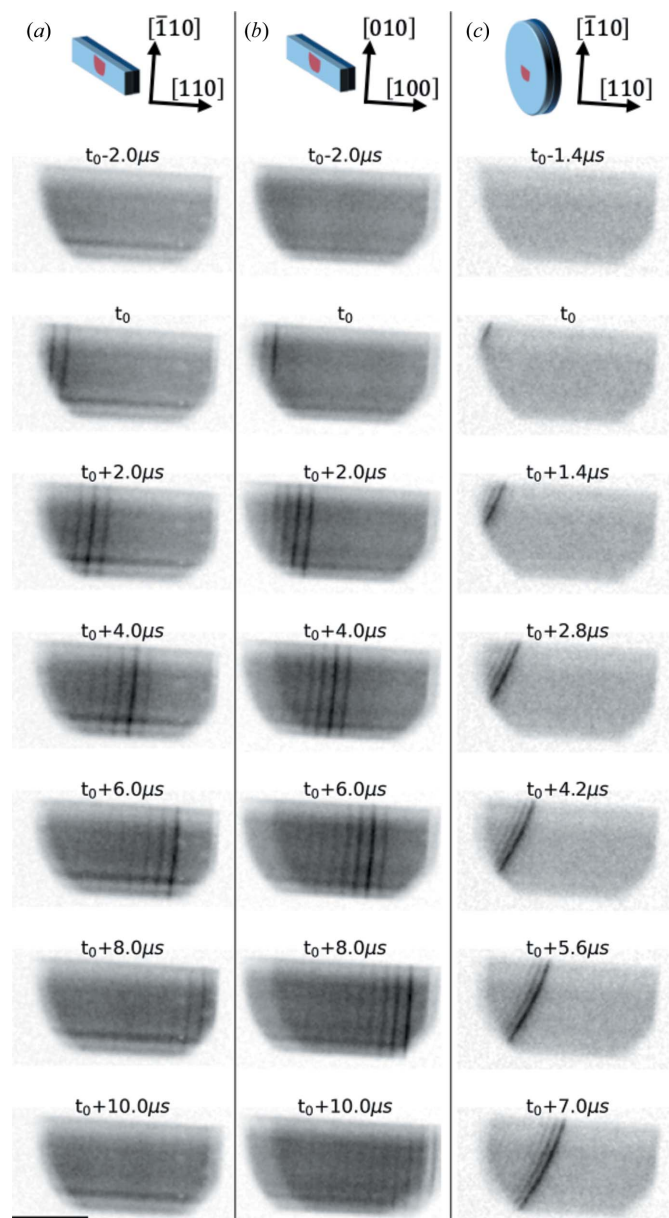 (a) [1̅10] [110] (b) [010] [100] (c) [1̅10] [110]
t₀-2.0μs t₀-2.0μs t₀-1.4μs
t₀ t₀ t₀
t₀+2.0μs t₀+2.0μs t₀+1.4μs
t₀+4.0μs t₀+4.0μs t₀+2.8μs
t₀+6.0μs t₀+6.0μs t₀+4.2μs
t₀+8.0μs t₀+8.0μs t₀+5.6μs
t₀+10.0μs t₀+10.0μs t₀+7.0μs